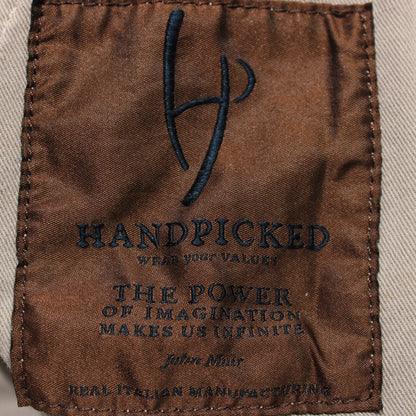 HP
HANDPICKED
WEAR your VALUES
THE POWER
OF IMAGINATION
MAKES US INFINITE
John Muir
REAL ITALIAN MANUFACTURING